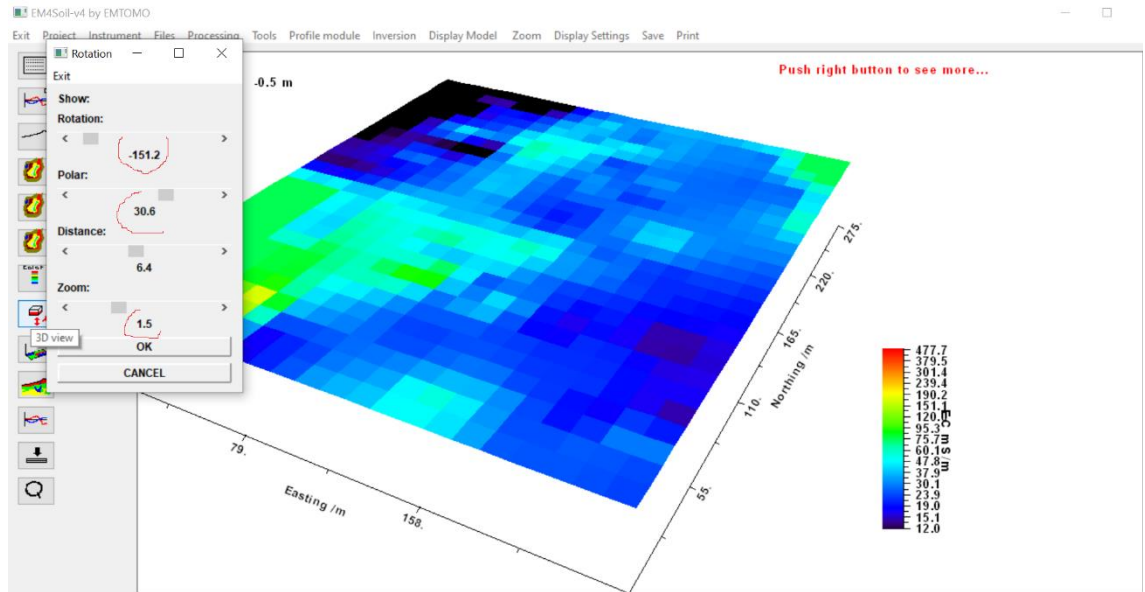 EM4Soil-v4 by EMTOMO
Exit Project Instrument Files Processing Tools Profile module Inversion Display Model Zoom Display Settings Save Print
Rotation
Exit
Show:
Rotation:
-151.2
Polar:
30.6
Distance:
6.4
Zoom:
1.5
OK
CANCEL
3D view
-0.5 m
Push right button to see more...
275.
220.
165.
110.
55.
Northing /m
79.
158.
Easting /m
477.7
379.5
301.4
239.4
190.2
151.1
120.0
95.3
75.7
60.1
47.8
37.9
30.1
23.9
19.0
15.1
12.0
Ec mS/m